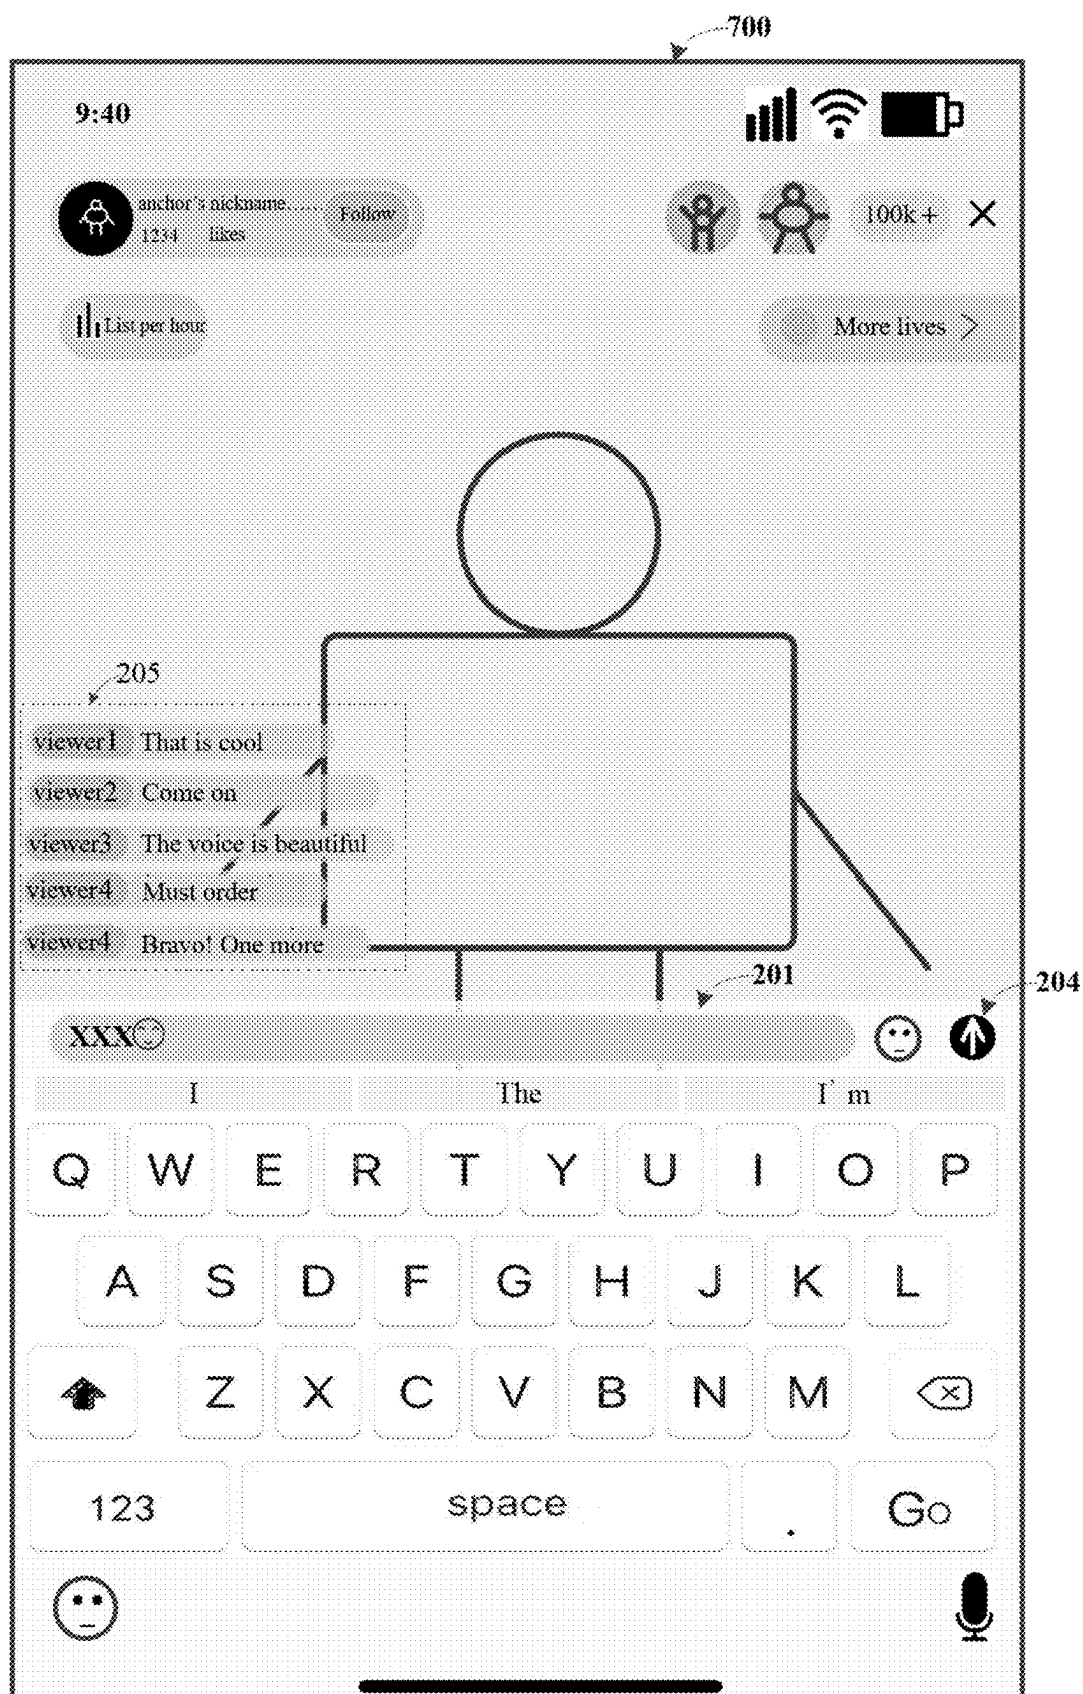 700
9:40
anchor's nickname......
1234 likes
Follow
100k+
List per hour
More lives
205
viewer1 That is cool
viewer2 Come on
viewer3 The voice is beautiful
viewer4 Must order
viewer4 Bravo! One more
201
204
XXX
I The I'm
Q W E R T Y U I O P
A S D F G H J K L
Z X C V B N M
123 space . Go